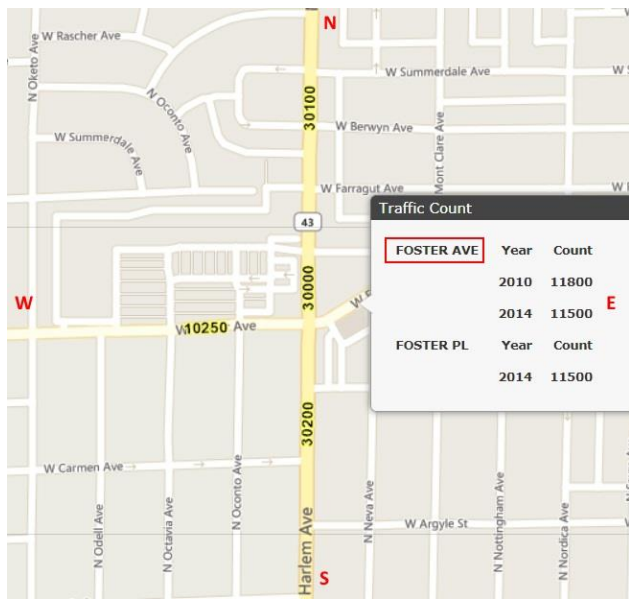 N
W Rascher Ave
N Oketo Ave
N Oconto Ave
W Summerdale Ave
30100
W Berwyn Ave
W Summerdale
Ave
Mont Clare Ave
W Farragut Ave
43
Traffic Count
FOSTER AVE Year Count
2010 11800
2014 11500
FOSTER PL Year Count
2014 11500
W
E
30000
W
10250
Ave
30200
W Carmen Ave
N Odell Ave
N Octavia Ave
N Oconto Ave
Harlem Ave
S
N Neva Ave
W Argyle St
N Nottingham Ave
N Nordica Ave